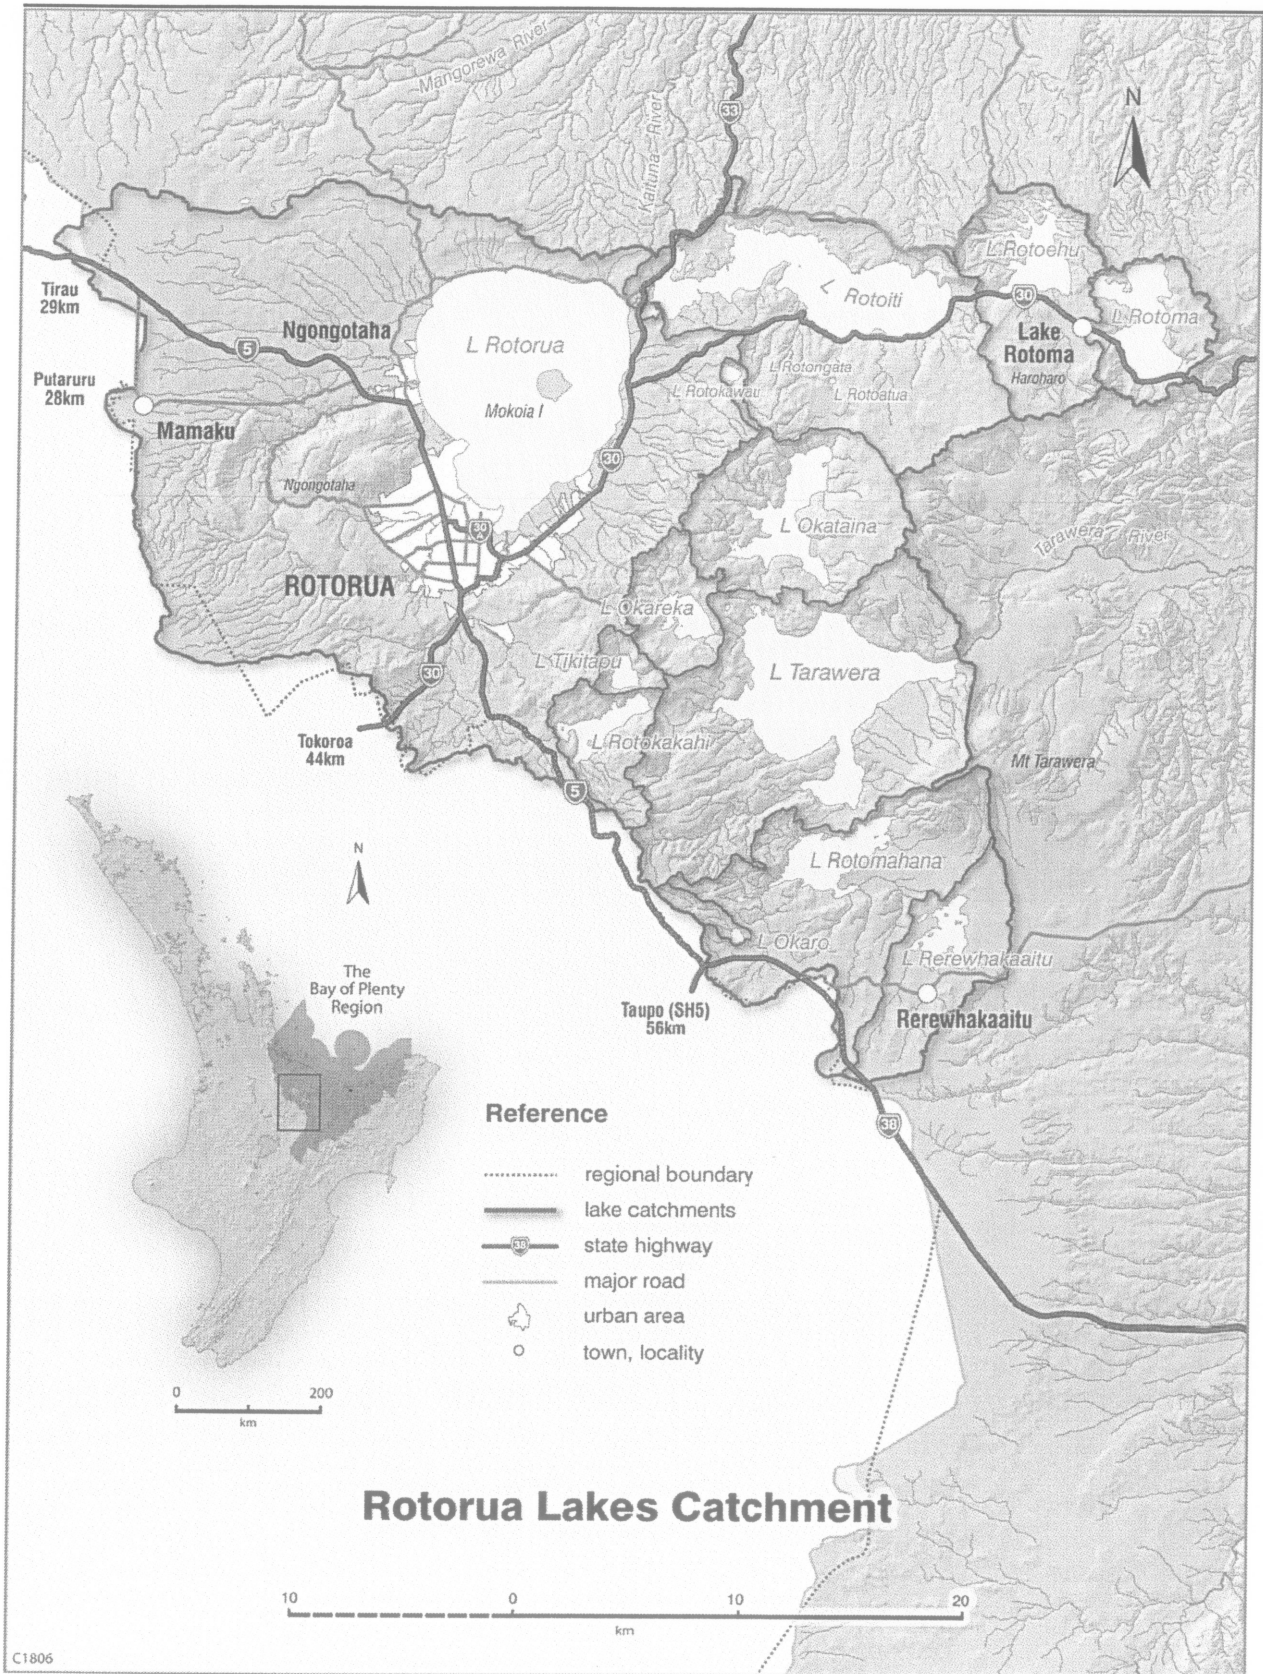 Mangorewa River
Kaituna River
33
N
L Rotoehu
L Rotoiti
30
L Rotoma
Tirau
29km
Ngongotaha
L Rotorua
Lake
Rotoma
Haroharo
5
Putaruru
28km
L Rotongata
L Rotokawau
L Rotoatua
Mokoia I
Mamaku
30
Ngongotaha
L Okataina
30
A
Tarawera River
ROTORUA
L Okareka
L Tikitapu
L Tarawera
30
Tokoroa
44km
L Rotokakahi
Mt Tarawera
5
L Rotomahana
N
L Okaro
L Rerewhakaaitu
The
Bay of Plenty
Region
Taupo (SH5)
56km
Rerewhakaaitu
Reference
38
regional boundary
lake catchments
38
state highway
major road
urban area
town, locality
0 200
km
Rotorua Lakes Catchment
10 0 10 20
km
C1806